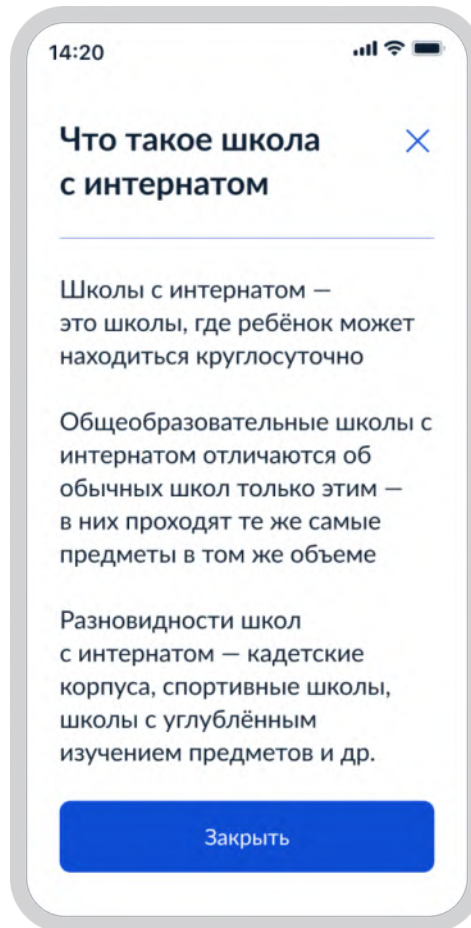 14:20
Что такое школа
с интернатом
Школы с интернатом —
это школы, где ребёнок может
находиться круглосуточно
Общеобразовательные школы с
интернатом отличаются об
обычных школ только этим —
в них проходят те же самые
предметы в том же объеме
Разновидности школ
с интернатом — кадетские
корпуса, спортивные школы,
школы с углублённым
изучением предметов и др.
Закрыть